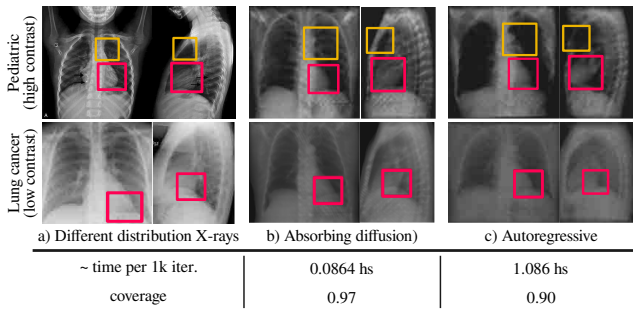 Pediatric
(high contrast)
A
Lung cancer
(low contrast)
a) Different distribution X-rays
b) Absorbing diffusion)
c) Autoregressive
~ time per 1k iter.
0.0864 hs
1.086 hs
coverage
0.97
0.90